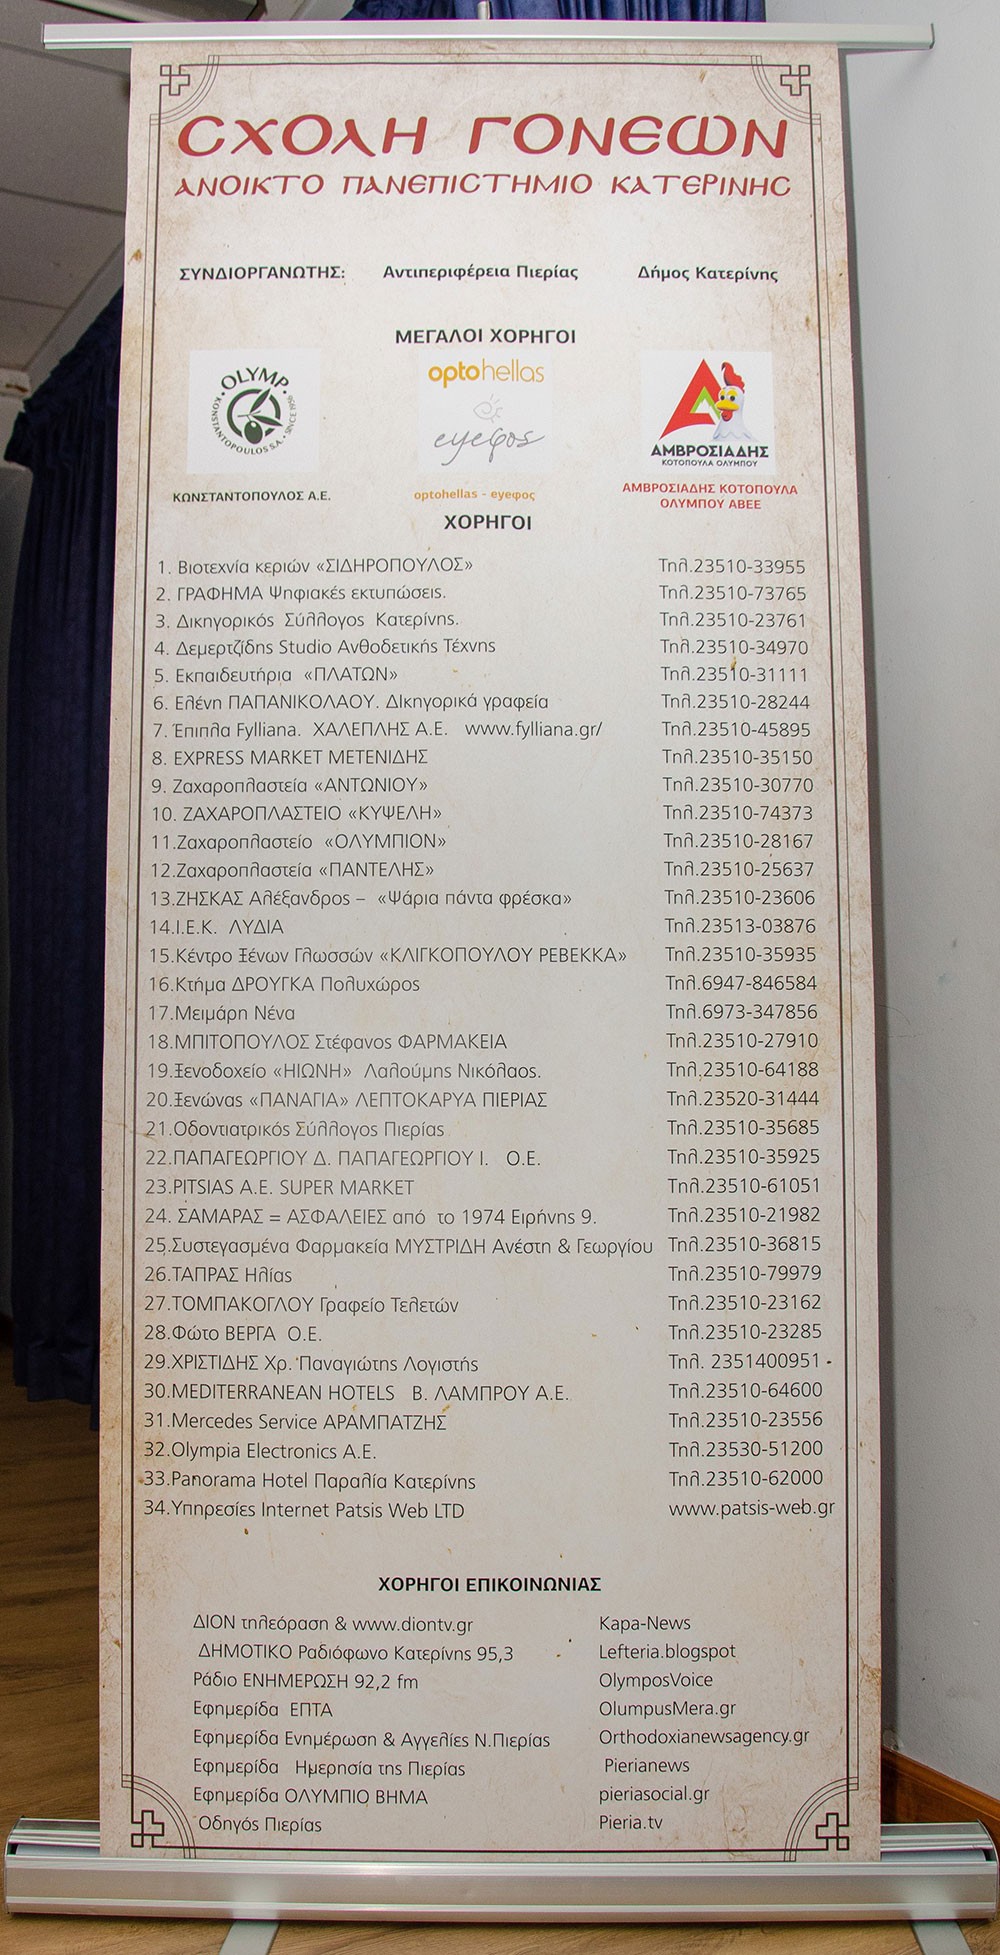 ΣΧΟΛΗ ΓΟΝΕΩΝ
ΑΝΟΙΚΤΟ ΠΑΝΕΠΙΣΤΗΜΙΟ ΚΑΤΕΡΙΝΗΣ
ΣΥΝΔΙΟΡΓΑΝΩΤΗΣ: Αντιπεριφέρεια Πιερίας Δήμος Κατερίνης
ΜΕΓΑΛΟΙ ΧΟΡΗΓΟΙ
OLYMP
KONSTANTOPOULOS S.A. • SINCE 1959
optohellas
eyeφos
ΑΜΒΡΟΣΙΑΔΗΣ
ΚΟΤΟΠΟΥΛΑ ΟΛΥΜΠΟΥ
ΚΩΝΣΤΑΝΤΟΠΟΥΛΟΣ Α.Ε.
optohellas - eyeφος
ΑΜΒΡΟΣΙΑΔΗΣ ΚΟΤΟΠΟΥΛΑ
ΟΛΥΜΠΟΥ ΑΒΕΕ
ΧΟΡΗΓΟΙ
1. Βιοτεχνία κεριών «ΣΙΔΗΡΟΠΟΥΛΟΣ» Τηλ.23510-33955
2. ΓΡΑΦΗΜΑ Ψηφιακές εκτυπώσεις. Τηλ.23510-73765
3. Δικηγορικός Σύλλογος Κατερίνης. Τηλ.23510-23761
4. Δεμερτζίδης Studio Ανθοδετικής Τέχνης Τηλ.23510-34970
5. Εκπαιδευτήρια «ΠΛΑΤΩΝ» Τηλ.23510-31111
6. Ελένη ΠΑΠΑΝΙΚΟΛΑΟΥ. ΔΙκηγορικά γραφεία Τηλ.23510-28244
7. Έπιπλα Fylliana. ΧΑΛΕΠΛΗΣ Α.Ε. www.fylliana.gr/ Τηλ.23510-45895
8. EXPRESS MARKET ΜΕΤΕΝΙΔΗΣ Τηλ.23510-35150
9. Ζαχαροπλαστεία «ΑΝΤΩΝΙΟΥ» Τηλ.23510-30770
10. ΖΑΧΑΡΟΠΛΑΣΤΕΙΟ «ΚΥΨΕΛΗ» Τηλ.23510-74373
11.Ζαχαροπλαστείο «ΟΛΥΜΠΙΟΝ» Τηλ.23510-28167
12.Ζαχαροπλαστεία «ΠΑΝΤΕΛΗΣ» Τηλ.23510-25637
13.ΖΗΣΚΑΣ Αλέξανδρος – «Ψάρια πάντα φρέσκα» Τηλ.23510-23606
14.Ι.Ε.Κ. ΛΥΔΙΑ Τηλ.23513-03876
15.Κέντρο Ξένων Γλωσσών «ΚΛΙΓΚΟΠΟΥΛΟΥ ΡΕΒΕΚΚΑ» Τηλ.23510-35935
16.Κτήμα ΔΡΟΥΓΚΑ Πολυχώρος Τηλ.6947-846584
17.Μειμάρη Νένα Τηλ.6973-347856
18.ΜΠΙΤΟΠΟΥΛΟΣ Στέφανος ΦΑΡΜΑΚΕΙΑ Τηλ.23510-27910
19.Ξενοδοχείο «ΗΙΩΝΗ» Λαλούμης Νικόλαος. Τηλ.23510-64188
20.Ξενώνας «ΠΑΝΑΓΙΑ» ΛΕΠΤΟΚΑΡΥΑ ΠΙΕΡΙΑΣ Τηλ.23520-31444
21.Οδοντιατρικός Σύλλογος Πιερίας Τηλ.23510-35685
22.ΠΑΠΑΓΕΩΡΓΙΟΥ Δ. ΠΑΠΑΓΕΩΡΓΙΟΥ Ι. Ο.Ε. Τηλ.23510-35925
23.PITSIAS A.E. SUPER MARKET Τηλ.23510-61051
24. ΣΑΜΑΡΑΣ = ΑΣΦΑΛΕΙΕΣ από το 1974 Ειρήνης 9. Τηλ.23510-21982
25.Συστεγασμένα Φαρμακεία ΜΥΣΤΡΙΔΗ Ανέστη & Γεωργίου Τηλ.23510-36815
26.ΤΑΠΡΑΣ Ηλίας Τηλ.23510-79979
27.ΤΟΜΠΑΚΟΓΛΟΥ Γραφείο Τελετών Τηλ.23510-23162
28.Φώτο ΒΕΡΓΑ Ο.Ε. Τηλ.23510-23285
29.ΧΡΙΣΤΙΔΗΣ Χρ. Παναγιώτης Λογιστής Τηλ. 2351400951
30.MEDITERRANEAN HOTELS Β. ΛΑΜΠΡΟΥ Α.Ε. Τηλ.23510-64600
31.Mercedes Service ΑΡΑΜΠΑΤΖΗΣ Τηλ.23510-23556
32.Olympia Electronics A.E. Τηλ.23530-51200
33.Panorama Hotel Παραλία Κατερίνης Τηλ.23510-62000
34.Υπηρεσίες Internet Patsis Web LTD www.patsis-web.gr
ΧΟΡΗΓΟΙ ΕΠΙΚΟΙΝΩΝΙΑΣ
ΔΙΟΝ τηλεόραση & www.diontv.gr Kapa-News
ΔΗΜΟΤΙΚΟ Ραδιόφωνο Κατερίνης 95,3 Lefteria.blogspot
Ράδιο ΕΝΗΜΕΡΩΣΗ 92,2 fm OlymposVoice
Εφημερίδα ΕΠΤΑ OlumpusMera.gr
Εφημερίδα Ενημέρωση & Αγγελίες Ν.Πιερίας Orthodoxianewsagency.gr
Εφημερίδα Ημερησία της Πιερίας Pierianews
Εφημερίδα ΟΛΥΜΠΙΟ ΒΗΜΑ pieriasocial.gr
Οδηγός Πιερίας Pieria.tv